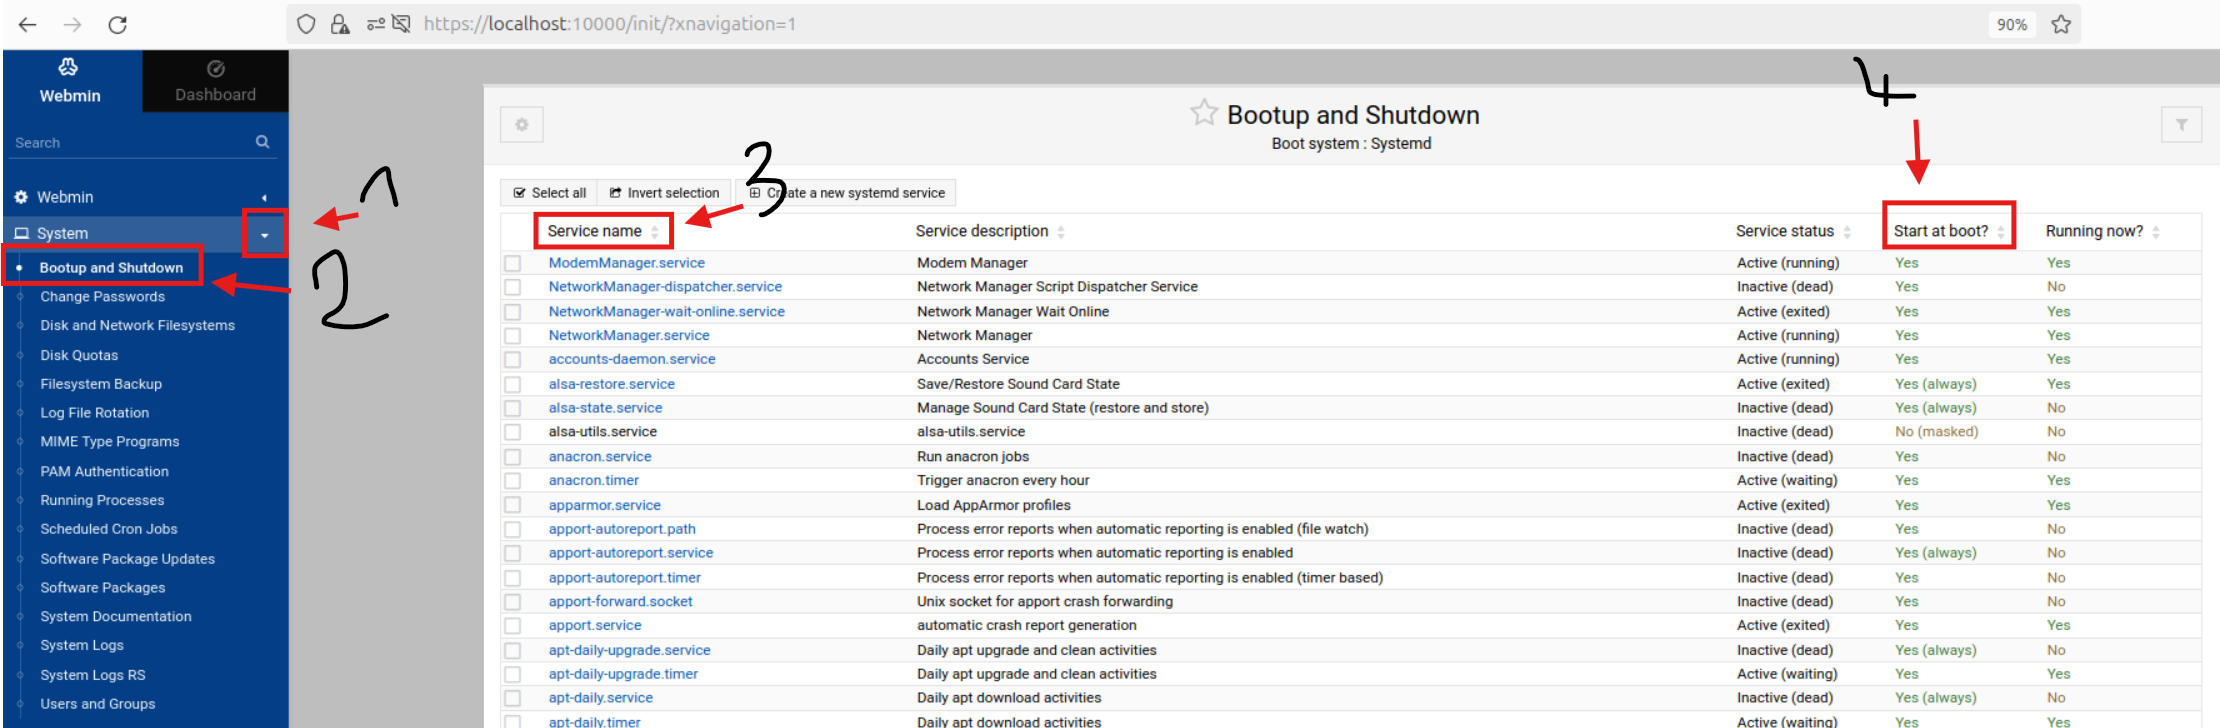 https://localhost:10000/init/?xnavigation=1
90%
Webmin
Dashboard
4
Search
Bootup and Shutdown
Boot system : Systemd
1
3
Select all
Invert selection
Create a new systemd service
Webmin
System
2
Bootup and Shutdown
Change Passwords
Disk and Network Filesystems
Disk Quotas
Filesystem Backup
Log File Rotation
MIME Type Programs
PAM Authentication
Running Processes
Scheduled Cron Jobs
Software Package Updates
Software Packages
System Documentation
System Logs
System Logs RS
Users and Groups
Service name Service description Service status Start at boot? Running now?
ModemManager.service Modem Manager Active (running) Yes Yes
NetworkManager-dispatcher.service Network Manager Script Dispatcher Service Inactive (dead) Yes No
NetworkManager-wait-online.service Network Manager Wait Online Active (exited) Yes Yes
NetworkManager.service Network Manager Active (running) Yes Yes
accounts-daemon.service Accounts Service Active (running) Yes Yes
alsa-restore.service Save/Restore Sound Card State Active (exited) Yes (always) Yes
alsa-state.service Manage Sound Card State (restore and store) Inactive (dead) Yes (always) No
alsa-utils.service alsa-utils.service Inactive (dead) No (masked) No
anacron.service Run anacron jobs Inactive (dead) Yes No
anacron.timer Trigger anacron every hour Active (waiting) Yes Yes
apparmor.service Load AppArmor profiles Active (exited) Yes Yes
apport-autoreport.path Process error reports when automatic reporting is enabled (file watch) Inactive (dead) Yes No
apport-autoreport.service Process error reports when automatic reporting is enabled Inactive (dead) Yes (always) No
apport-autoreport.timer Process error reports when automatic reporting is enabled (timer based) Inactive (dead) Yes No
apport-forward.socket Unix socket for apport crash forwarding Inactive (dead) Yes No
apport.service automatic crash report generation Active (exited) Yes Yes
apt-daily-upgrade.service Daily apt upgrade and clean activities Inactive (dead) Yes (always) No
apt-daily-upgrade.timer Daily apt upgrade and clean activities Active (waiting) Yes Yes
apt-daily.service Daily apt download activities Inactive (dead) Yes (always) No
apt-daily.timer Daily apt download activities Active (waiting) Yes Yes